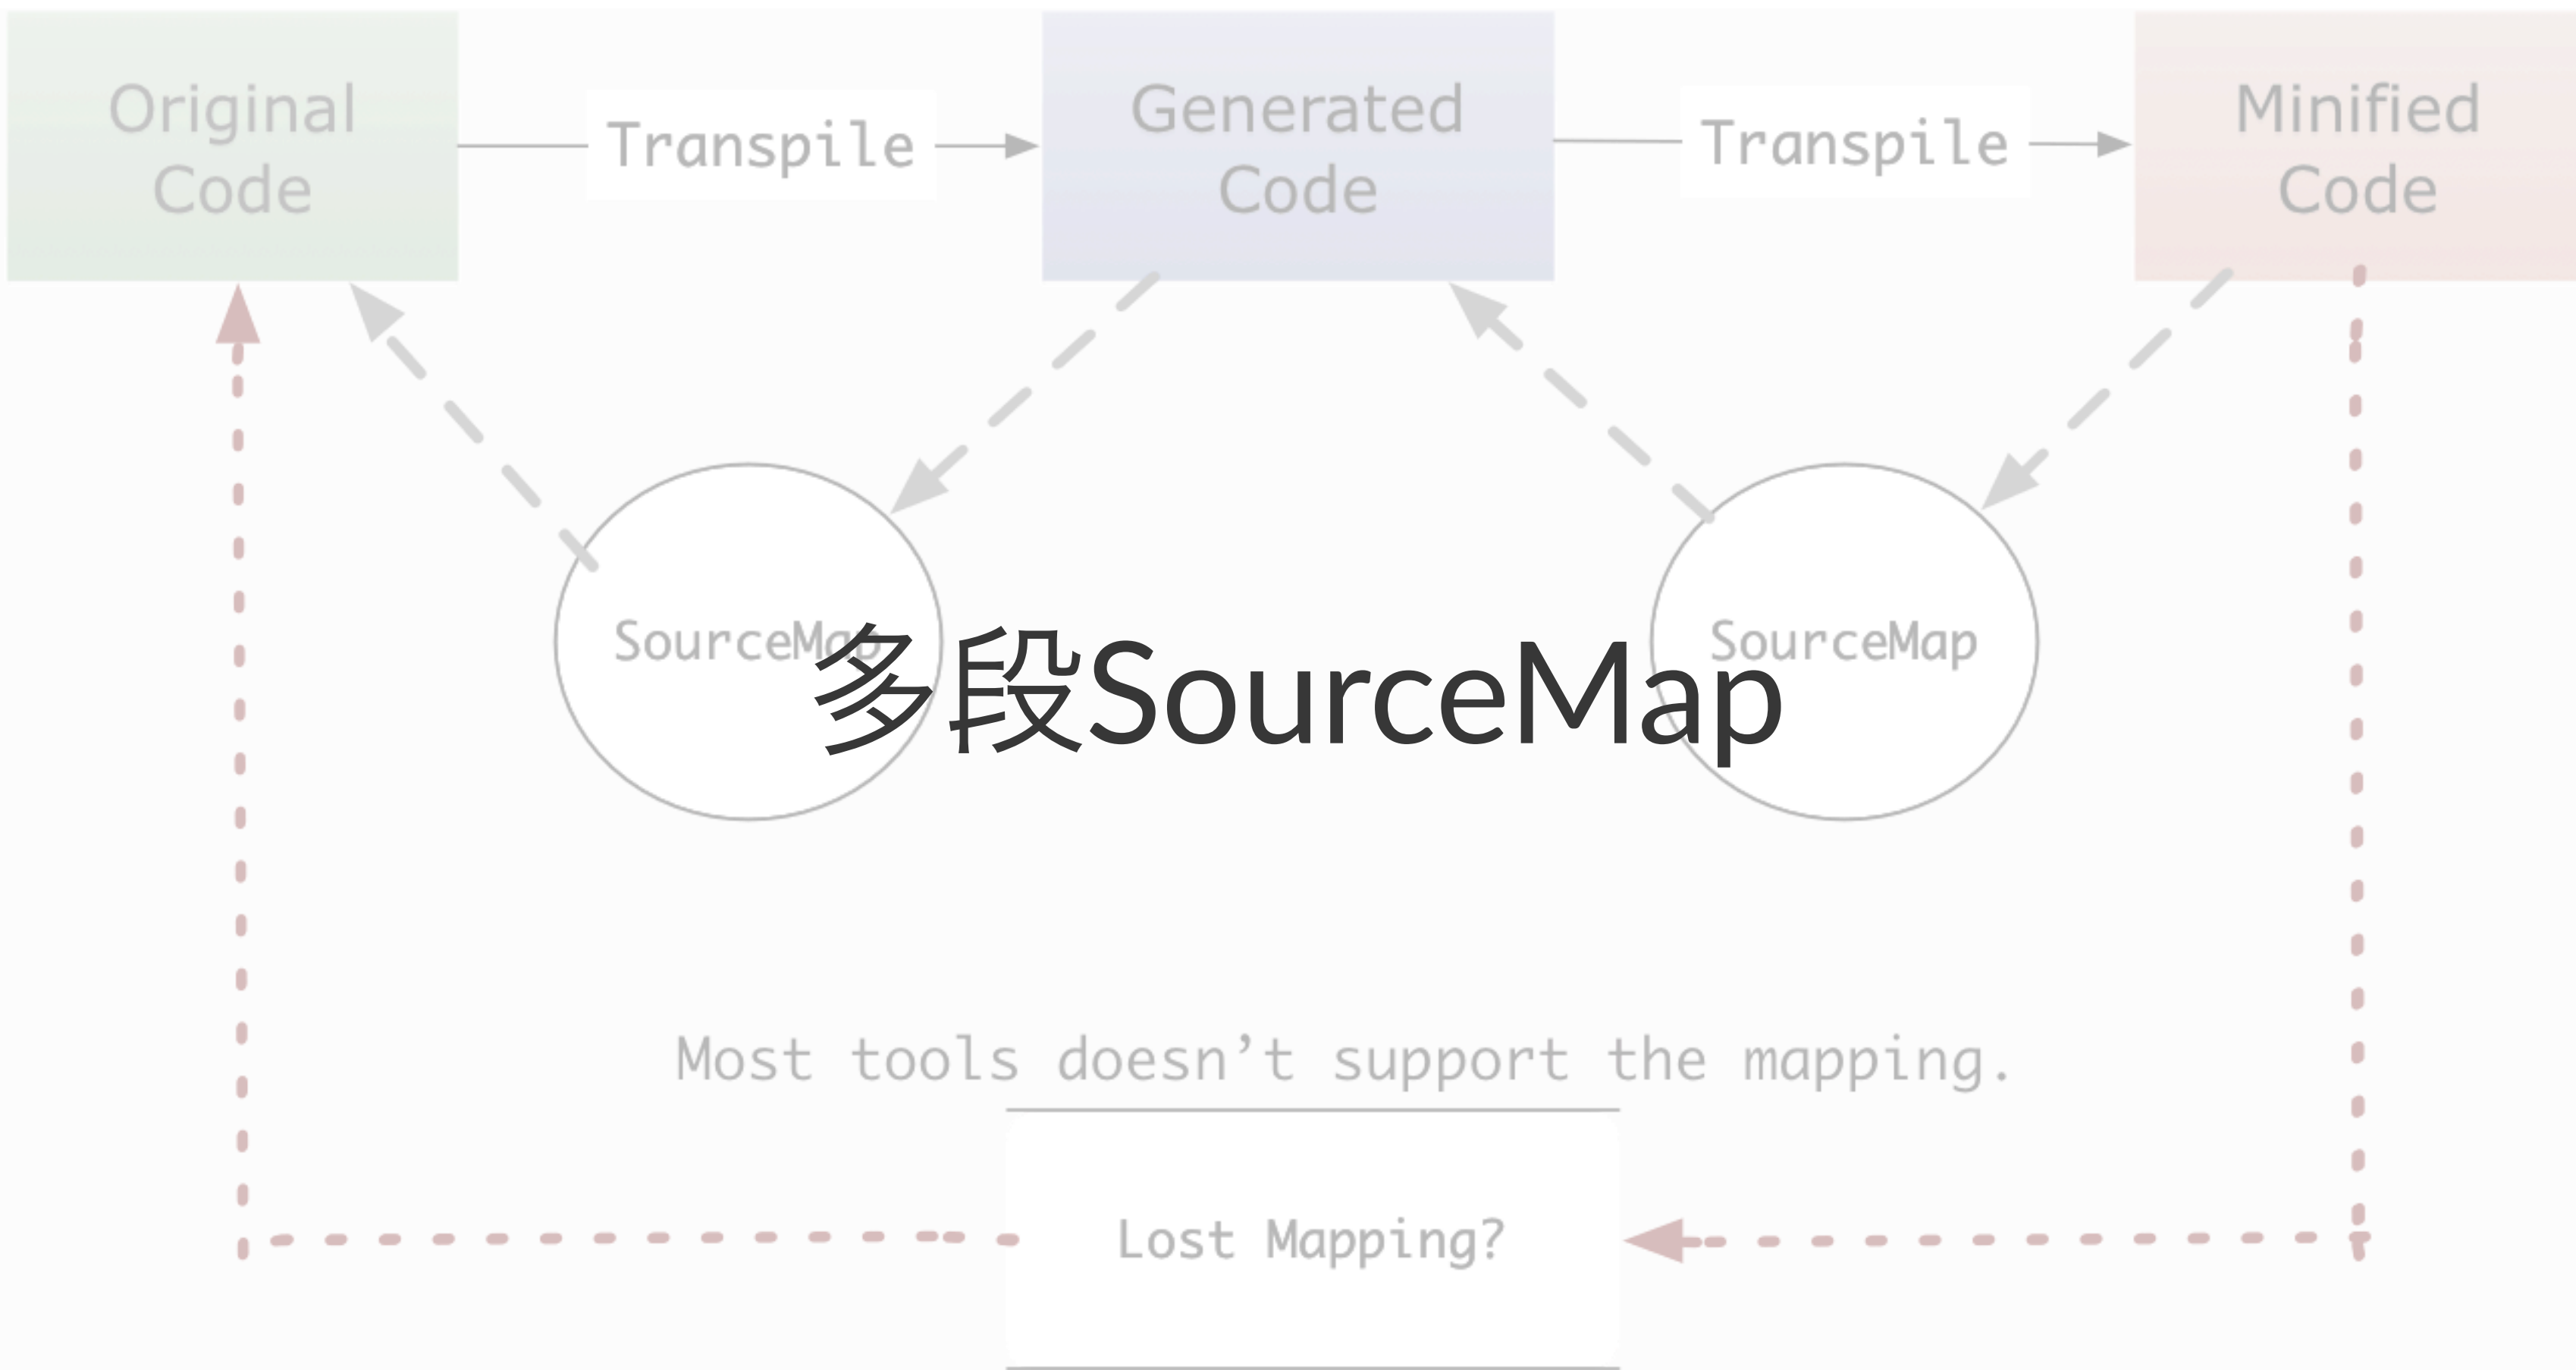 Original
Code
Transpile
Generated
Code
Transpile
Minified
Code
SourceMap
SourceMap
多段SourceMap
Most tools doesn’t support the mapping.
Lost Mapping?